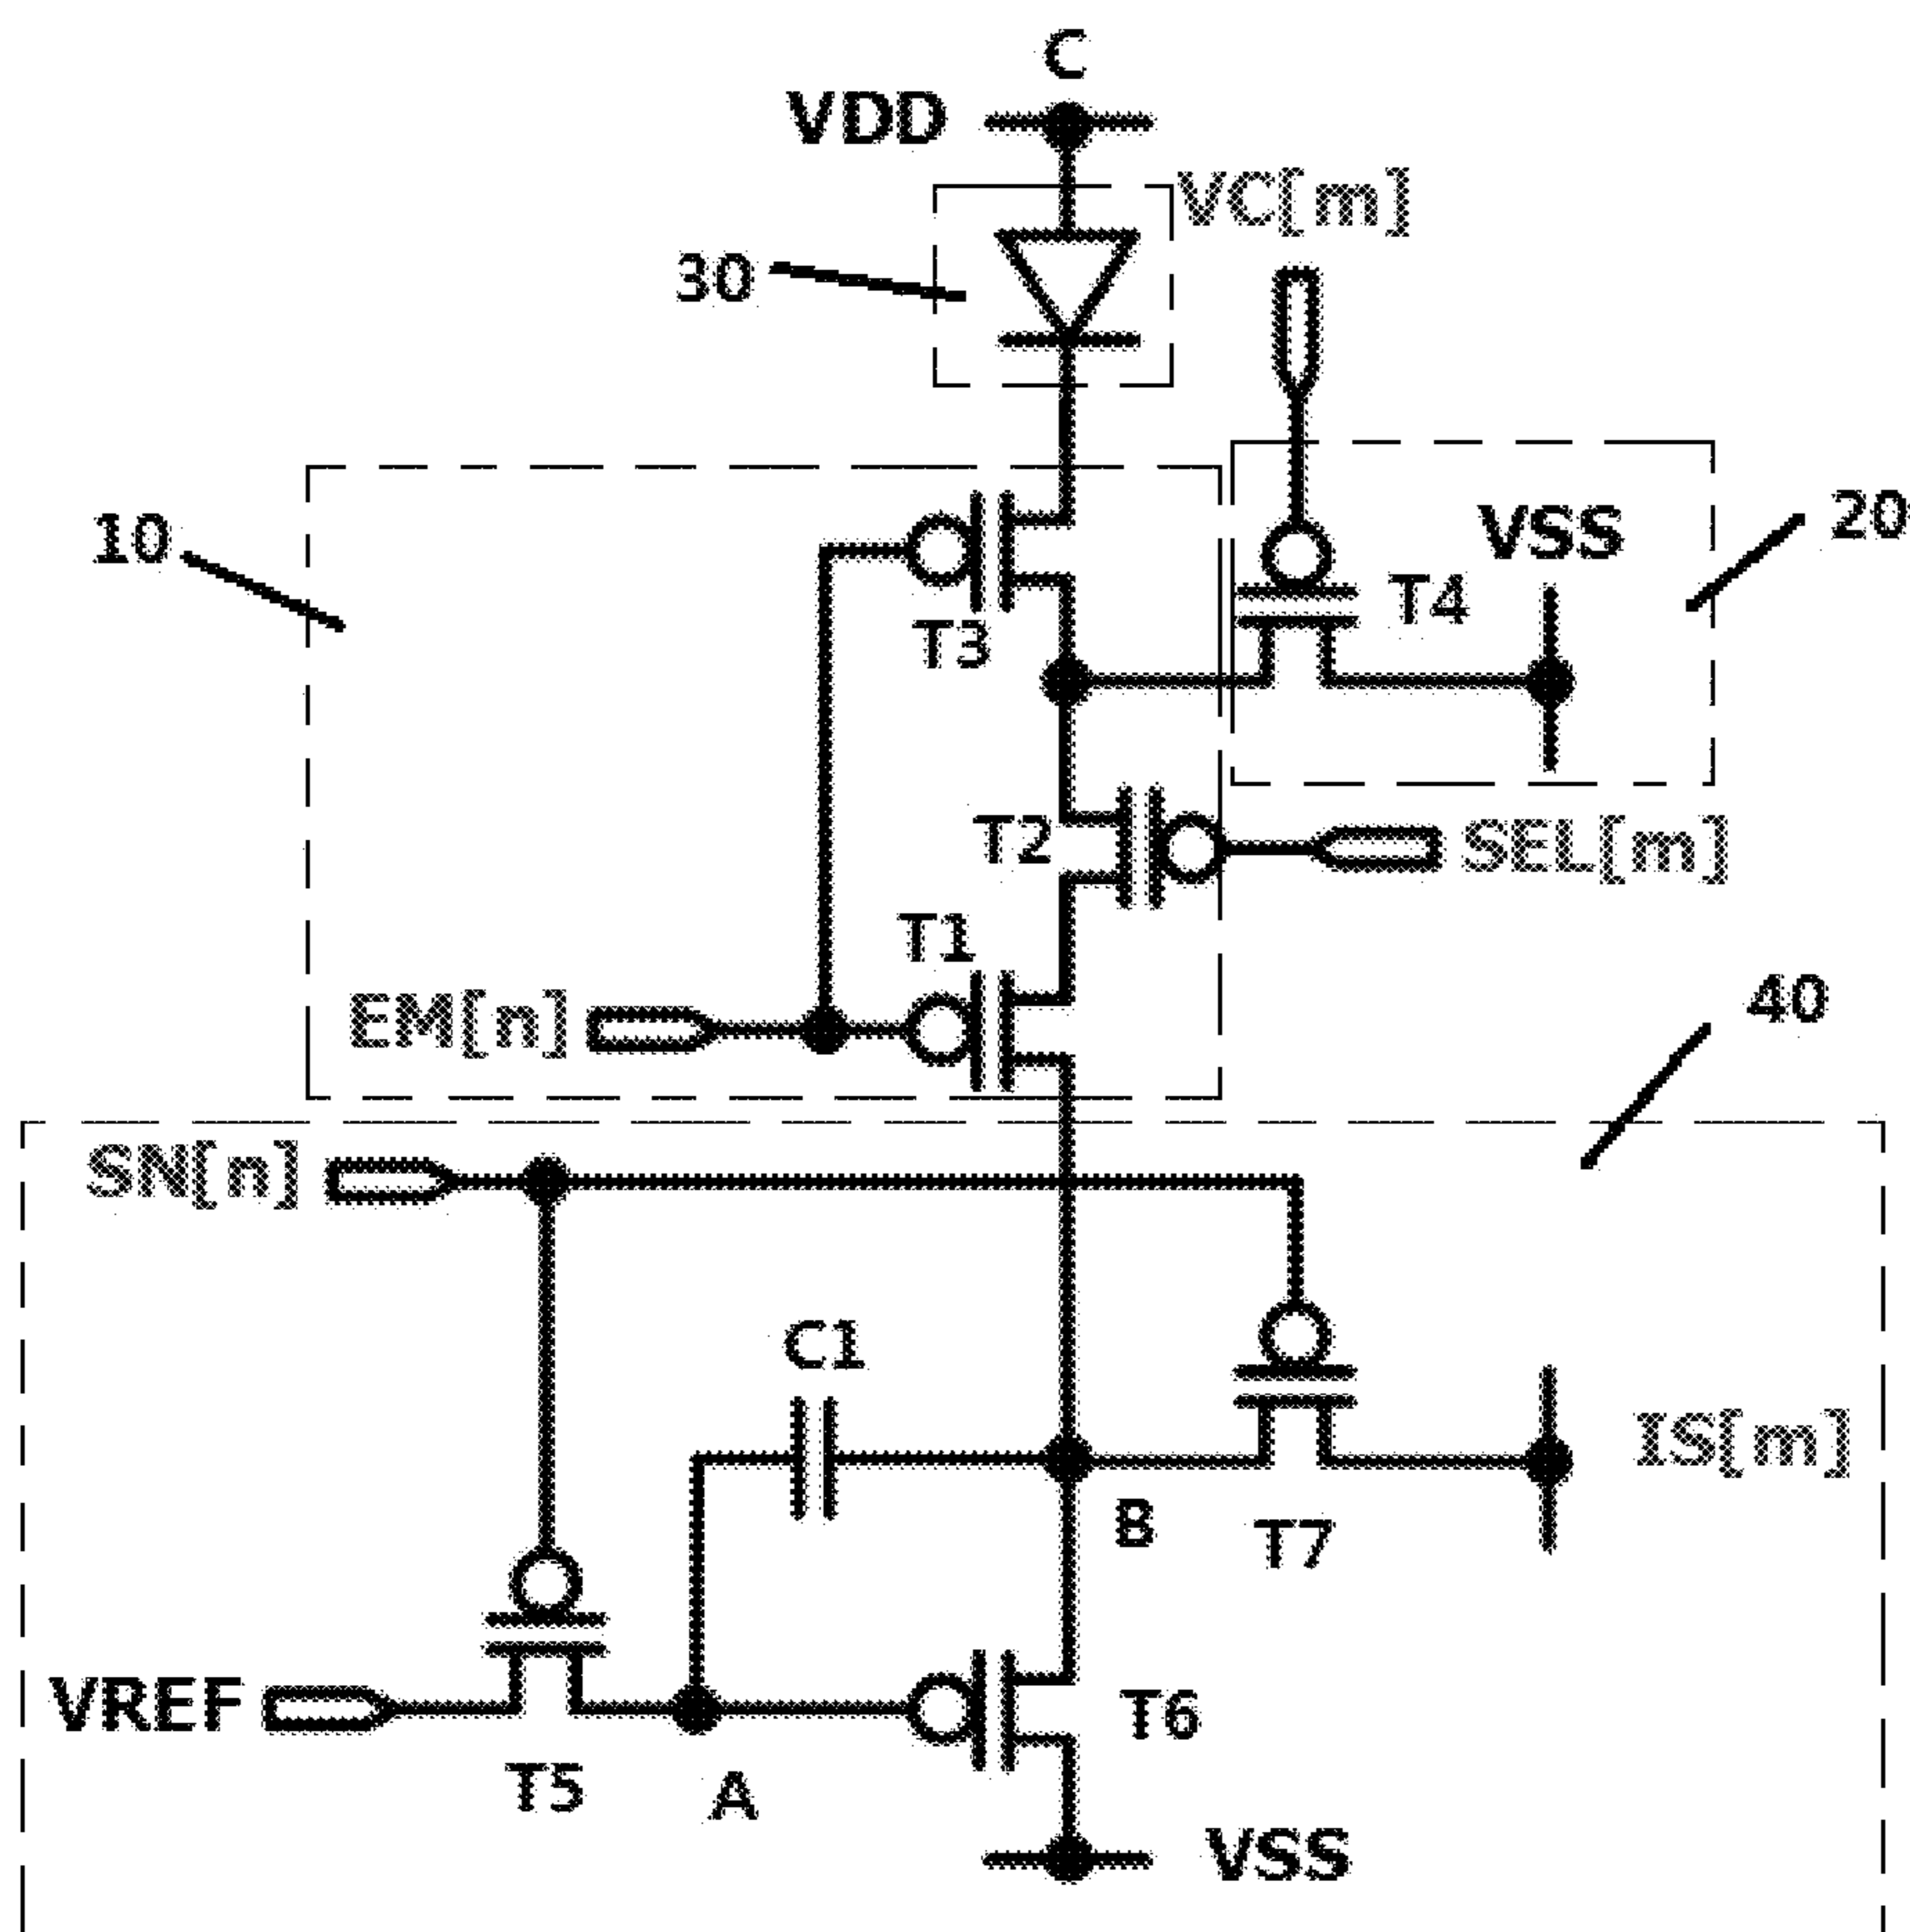 C
VDD
VC[m]
30
10
VSS
20
T4
T3
T2
SEL[m]
T1
EM[n]
40
SN[n]
C1
IS[m]
B
T7
VREF
T6
T5
A
VSS